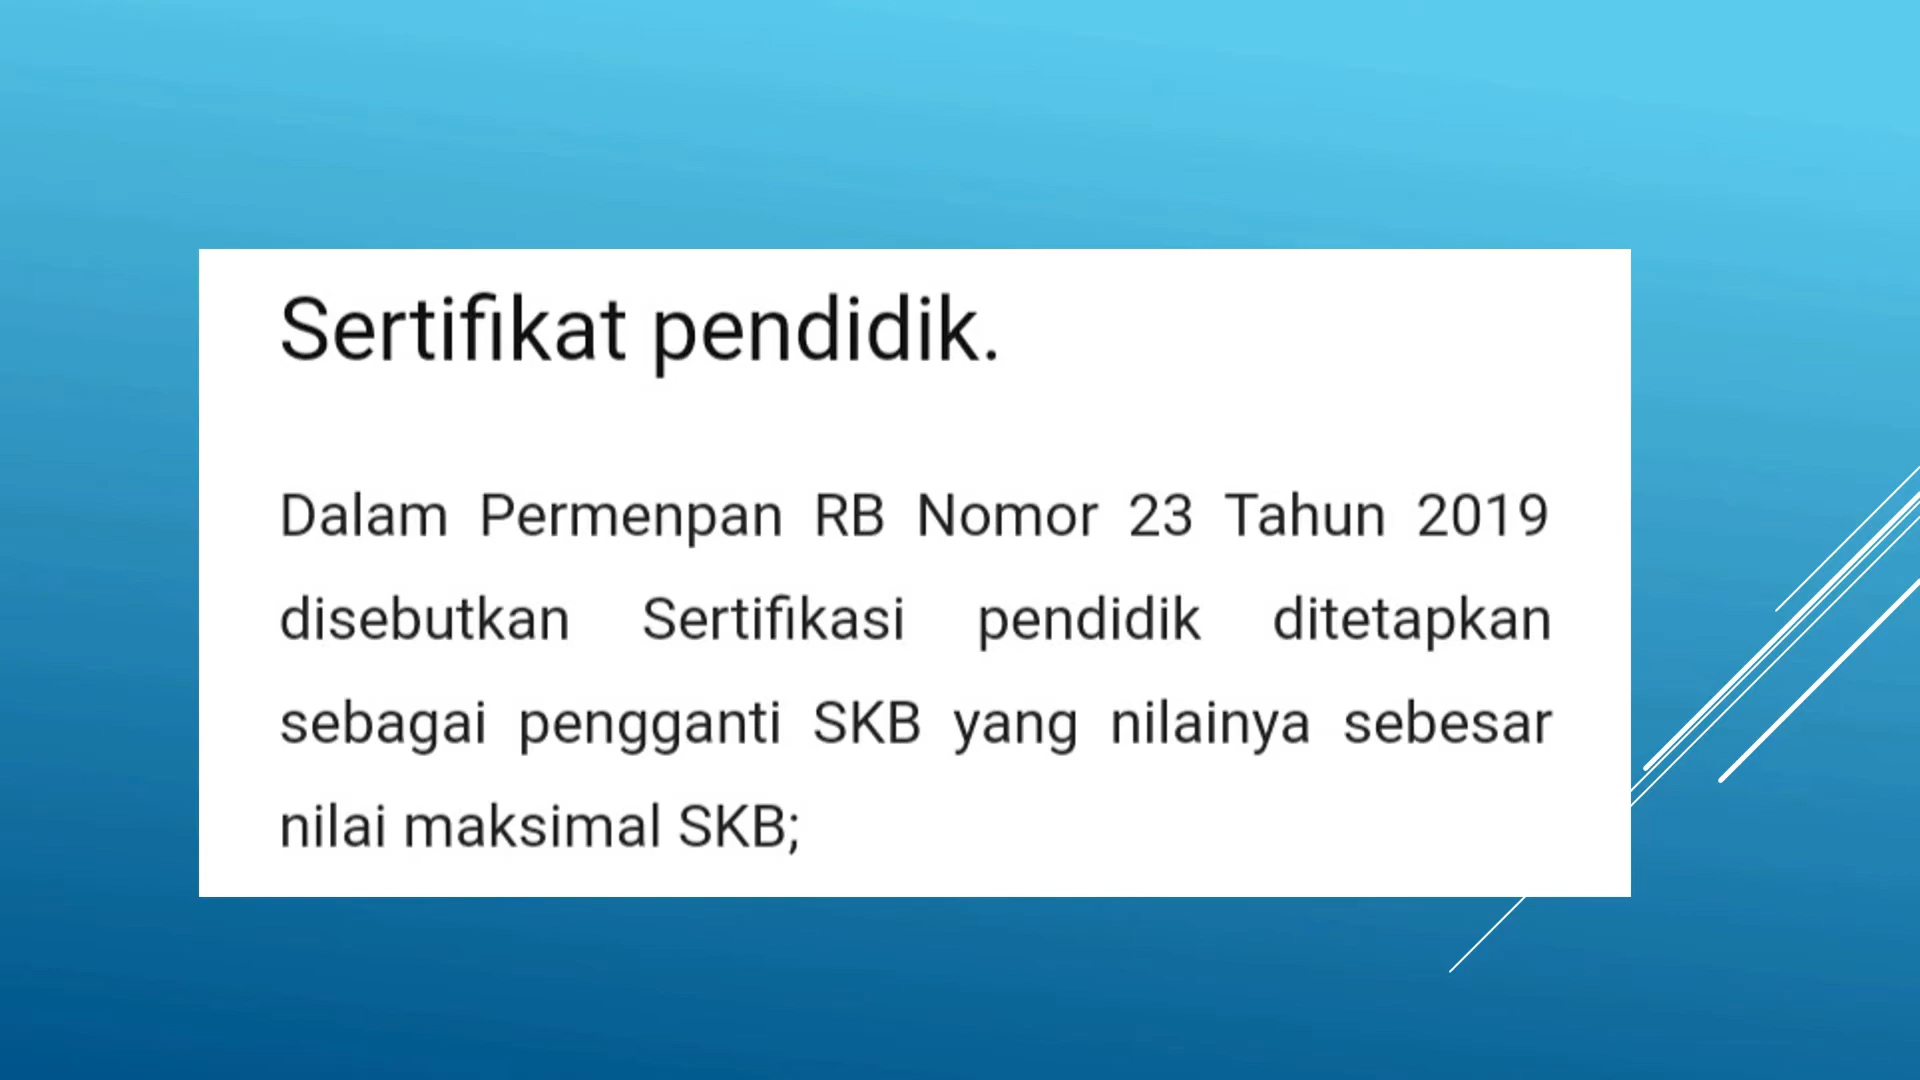 Sertifikat pendidik.
Dalam Permenpan RB Nomor 23 Tahun 2019
disebutkan Sertifikasi pendidik ditetapkan
sebagai pengganti SKB yang nilainya sebesar
nilai maksimal SKB;